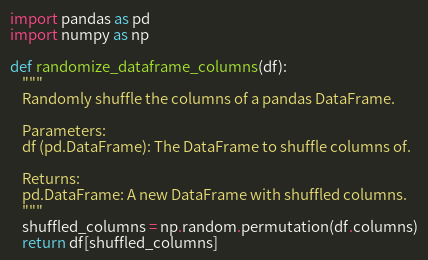 import pandas as pd
import numpy as np

def randomize_dataframe_columns(df):
    """
    Randomly shuffle the columns of a pandas DataFrame.

    Parameters:
    df (pd.DataFrame): The DataFrame to shuffle columns of.

    Returns:
    pd.DataFrame: A new DataFrame with shuffled columns.
    """
    shuffled_columns = np.random.permutation(df.columns)
    return df[shuffled_columns]